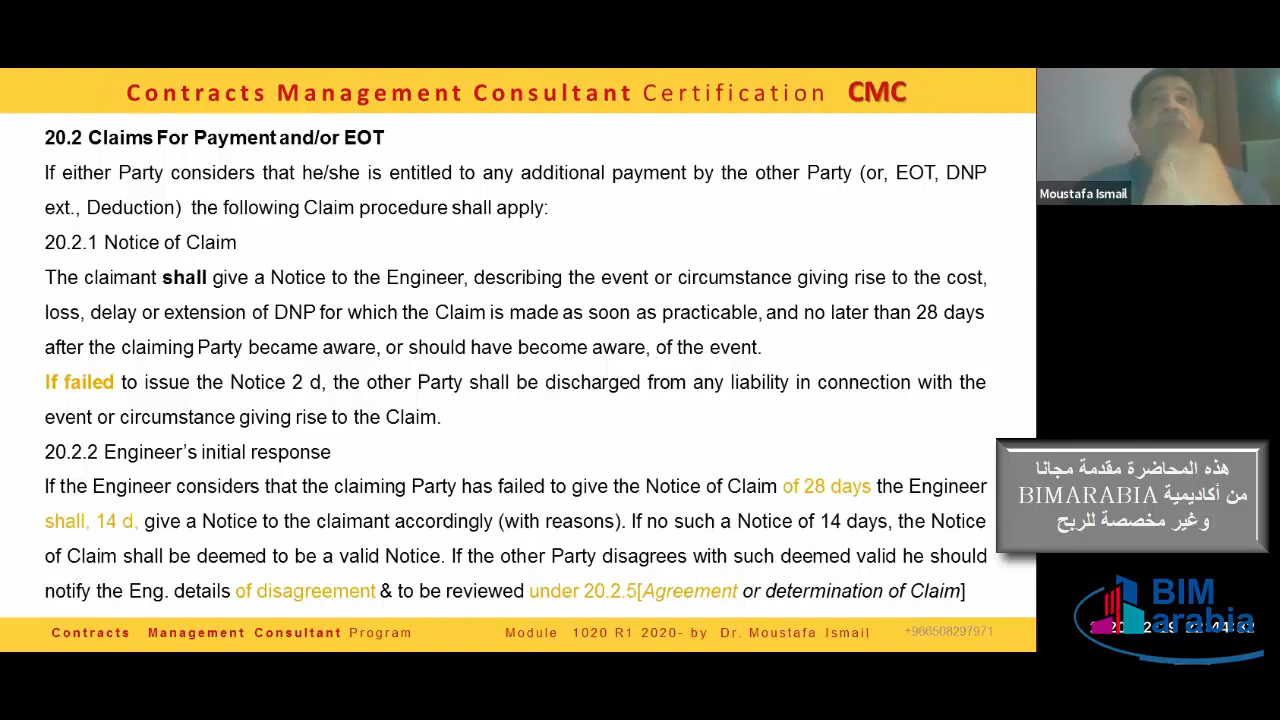 Contracts Management Consultant Certification CMC
20.2 Claims For Payment and/or EOT
If either Party considers that he/she is entitled to any additional payment by the other Party (or, EOT, DNP
ext., Deduction) the following Claim procedure shall apply:
20.2.1 Notice of Claim
The claimant shall give a Notice to the Engineer, describing the event or circumstance giving rise to the cost,
loss, delay or extension of DNP for which the Claim is made as soon as practicable, and no later than 28 days
after the claiming Party became aware, or should have become aware, of the event.
If failed to issue the Notice 2 d, the other Party shall be discharged from any liability in connection with the
event or circumstance giving rise to the Claim.
20.2.2 Engineer's initial response
If the Engineer considers that the claiming Party has failed to give the Notice of Claim of 28 days the Engineer
shall, 14 d, give a Notice to the claimant accordingly (with reasons). If no such a Notice of 14 days, the Notice
of Claim shall be deemed to be a valid Notice. If the other Party disagrees with such deemed valid he should
notify the Eng. details of disagreement & to be reviewed under 20.2.5[Agreement or determination of Claim]
Contracts Management Consultant Program Module 1020 R1 2020- by Dr. Moustafa Ismail +966508297971
Moustafa Ismail
هذه المحاضرة مقدمة مجانا
من أكاديمية BIMARABIA
وغير مخصصة للربح
BIM
arabia